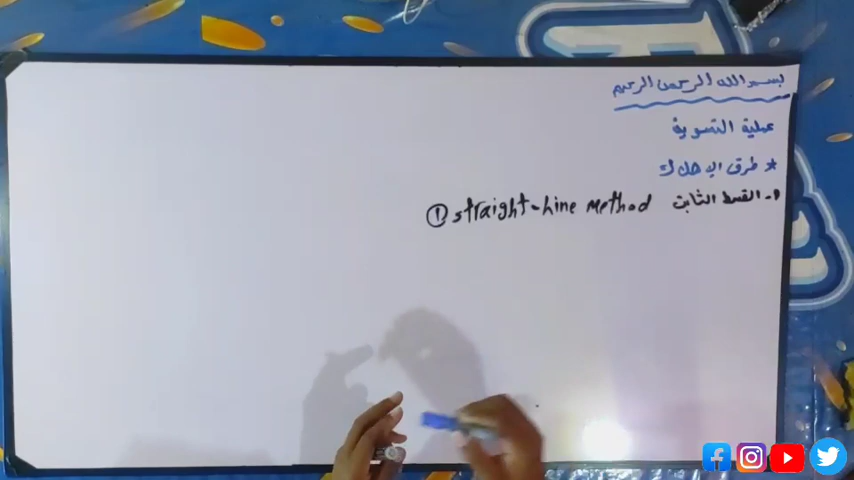 بسم الله الرحمن الرحيم
عملية التسوية
* طرق الإهلاك
١- القسط الثابت straight-Line method ①